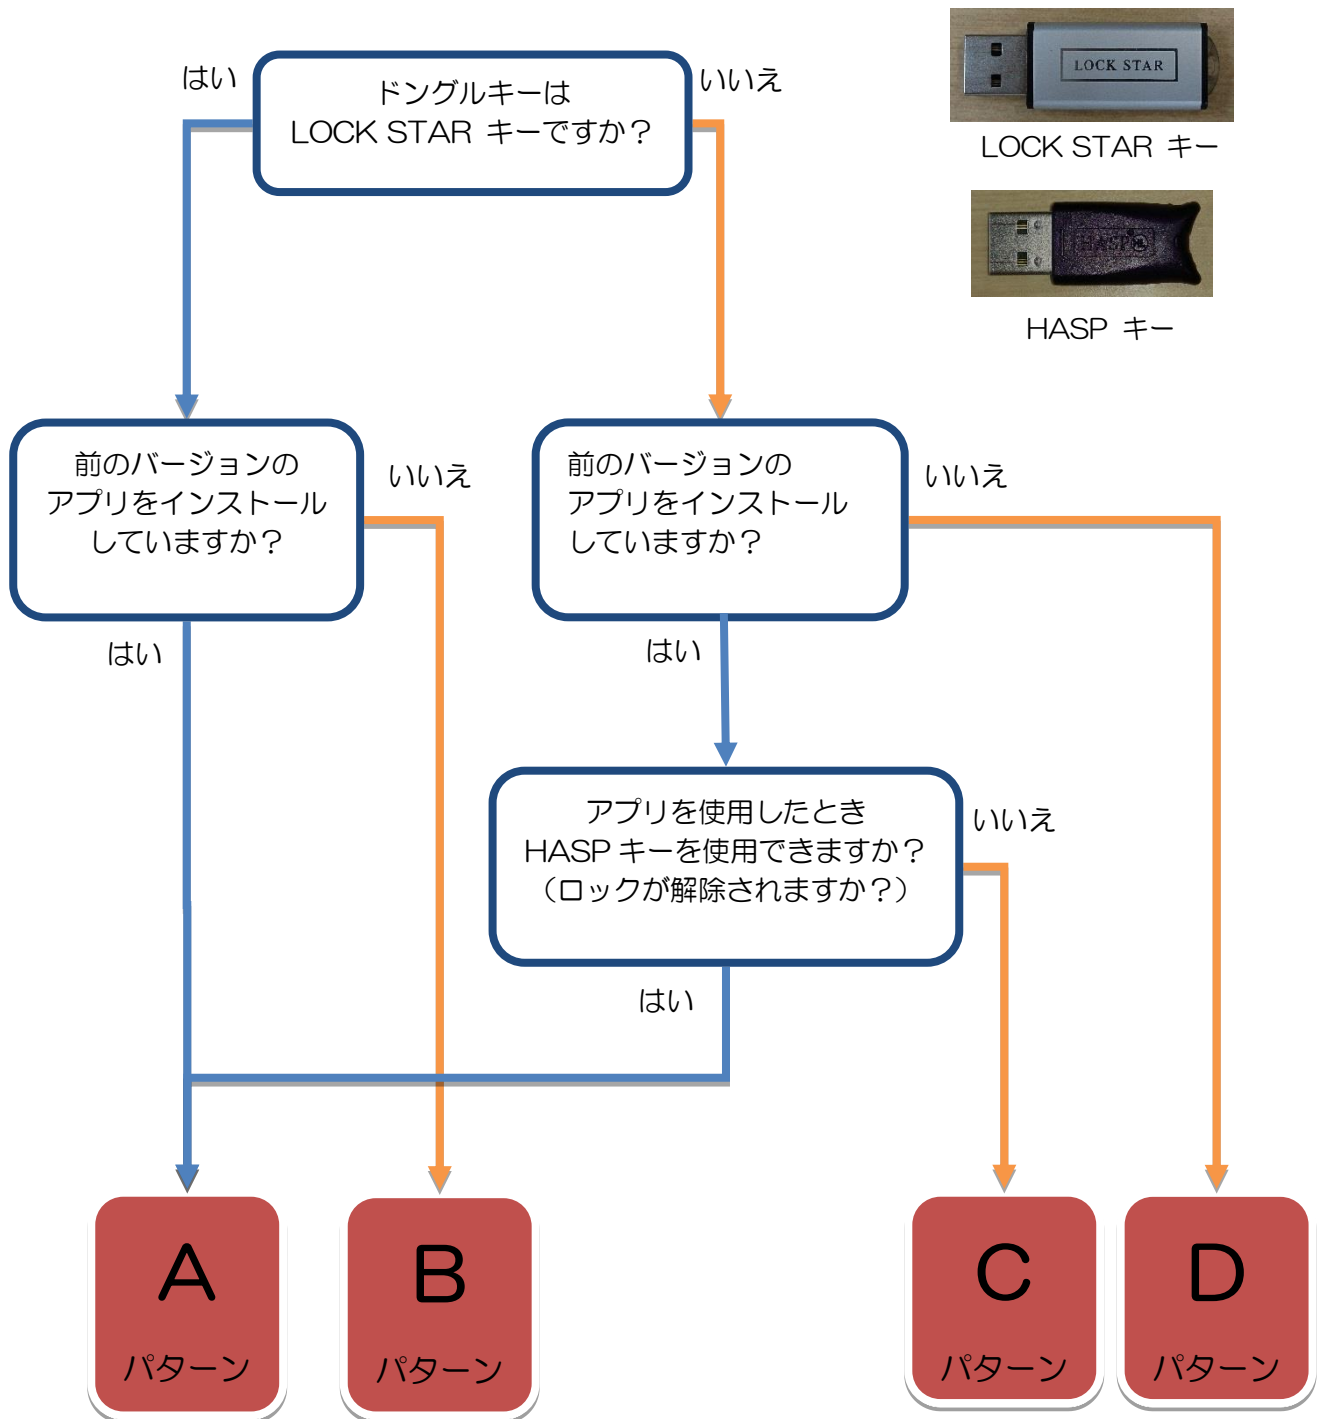 はい
ドングルキーは
LOCK STAR キーですか？
いいえ
LOCK STAR
LOCK STAR キー
HASP
HASP キー
前のバージョンの
アプリをインストール
していますか？
いいえ
はい
前のバージョンの
アプリをインストール
していますか？
いいえ
はい
アプリを使用したとき
HASP キーを使用できますか？
（ロックが解除されますか？）
いいえ
はい
A
パターン
B
パターン
C
パターン
D
パターン